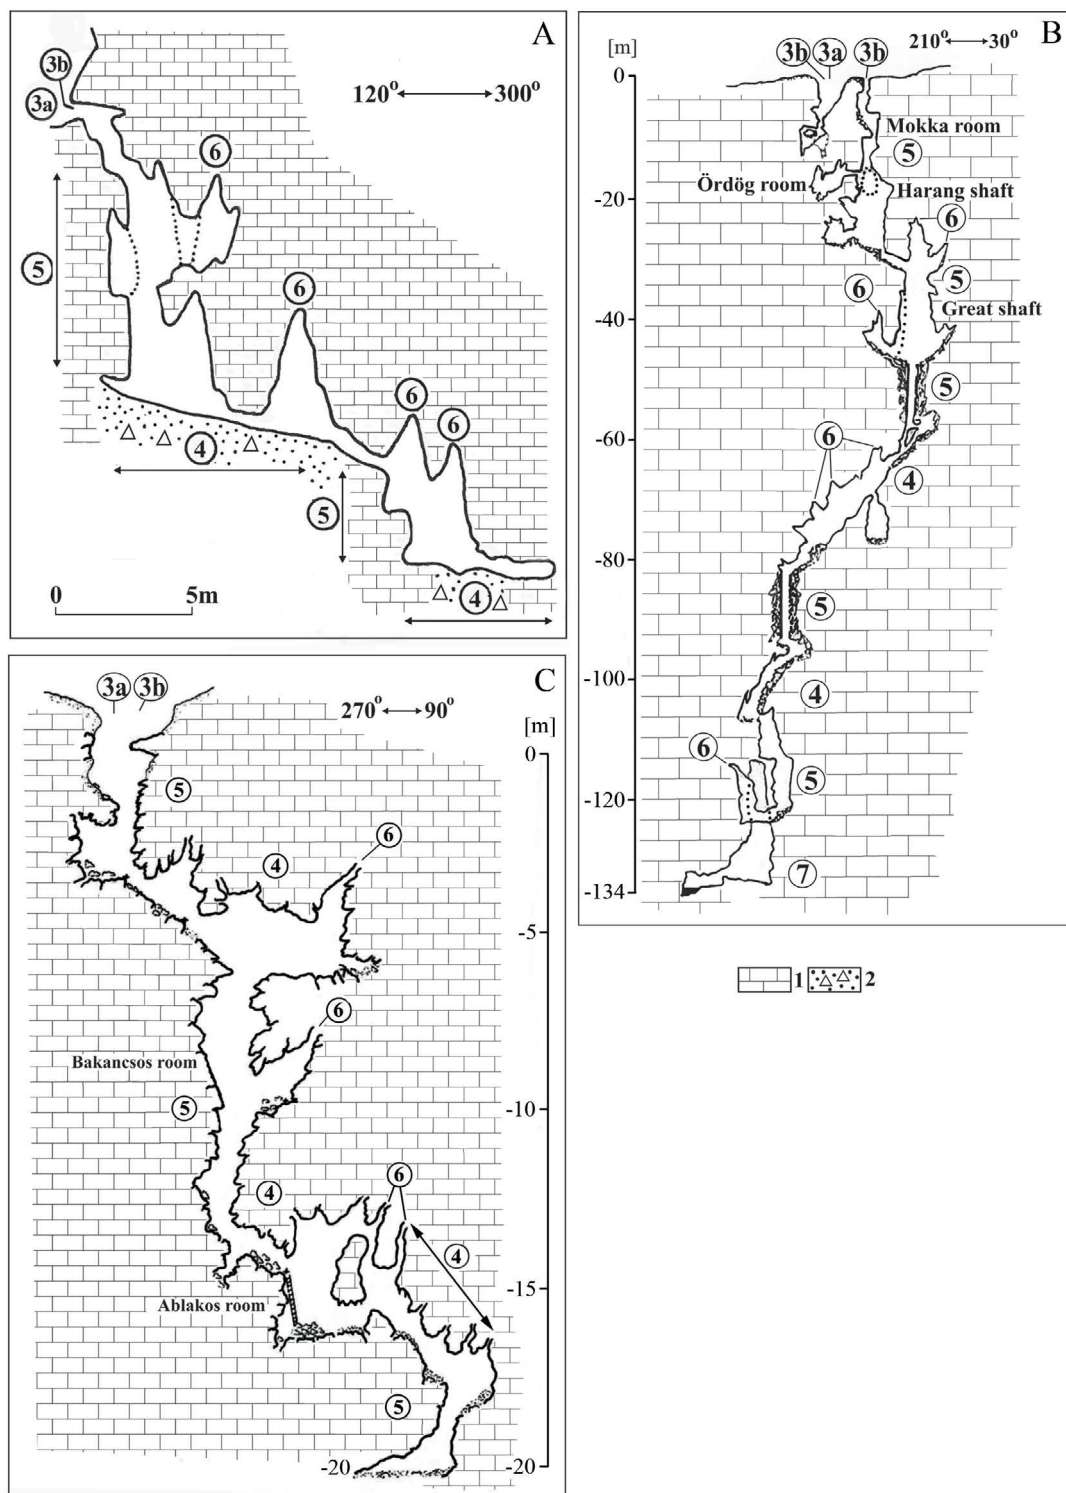 A
3b
3a
120° 300°
6
5
6
6
6
4
5
0 5m
4
B
[m]
210° 30°
3b 3a 3b
0
Mokka room
5
Ördög room
Harang shaft
-20
6
5
6
Great shaft
-40
5
6
-60
4
-80
5
-100
4
6
5
-120
7
-134
C
3a 3b
270° 90°
[m]
0
5
6
4
-5
6
Bakancsos room
5
-10
6
4
4
-15
Ablakos room
5
-20 -20
1 2